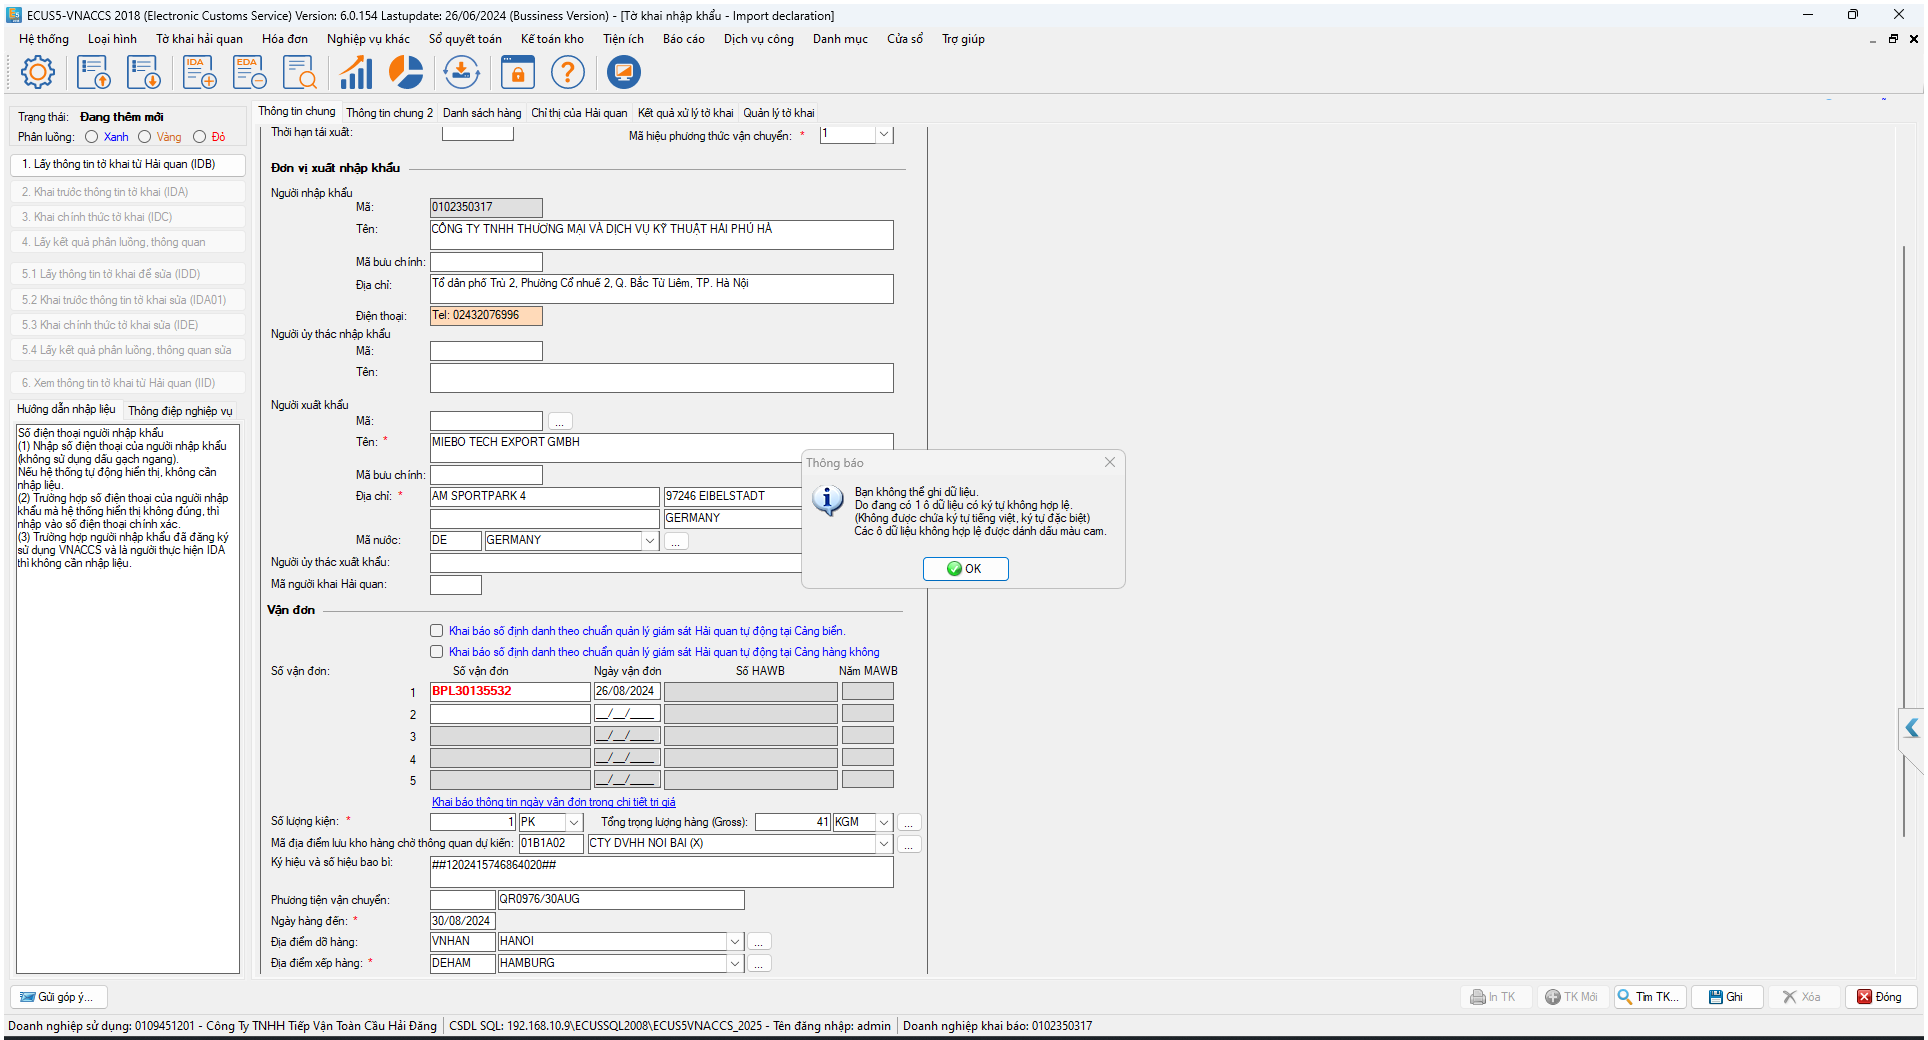 ECUS5-VNACCS 2018 (Electronic Customs Service) Version: 6.0.154 Lastupdate: 26/06/2024 (Bussiness Version) - [Tờ khai nhập khẩu - Import declaration]
Hệ thống Loại hình Tờ khai hải quan Hóa đơn Nghiệp vụ khác Sổ quyết toán Kế toán kho Tiện ích Báo cáo Dịch vụ công Danh mục Cửa sổ Trợ giúp
IDA EDA
Trạng thái: Đang thêm mới
Phân luồng: Xanh Vàng Đỏ
1. Lấy thông tin tờ khai từ Hải quan (IDB)
2. Khai trước thông tin tờ khai (IDA)
3. Khai chính thức tờ khai (IDC)
4. Lấy kết quả phân luồng, thông quan
5.1 Lấy thông tin tờ khai để sửa (IDD)
5.2 Khai trước thông tin tờ khai sửa (IDA01)
5.3 Khai chính thức tờ khai sửa (IDE)
5.4 Lấy kết quả phân luồng, thông quan sửa
6. Xem thông tin tờ khai từ Hải quan (IID)
Hướng dẫn nhập liệu Thông điệp nghiệp vụ
Số điện thoại người nhập khẩu
(1) Nhập số điện thoại của người nhập khẩu
(không sử dụng dấu gạch ngang).
Nếu hệ thống tự động hiển thị, không cần
nhập liệu.
(2) Trường hợp số điện thoại của người nhập
khẩu mà hệ thống hiển thị không đúng, thì
nhập vào số điện thoại chính xác.
(3) Trường hợp người nhập khẩu đã đăng ký
sử dụng VNACCS và là người thực hiện IDA
thì không cần nhập liệu.
Thông tin chung Thông tin chung 2 Danh sách hàng Chỉ thị của Hải quan Kết quả xử lý tờ khai Quản lý tờ khai
Thời hạn tái xuất: Mã hiệu phương thức vận chuyển: * 1
Đơn vị xuất nhập khẩu
Người nhập khẩu
Mã: 0102350317
Tên: CÔNG TY TNHH THƯƠNG MẠI VÀ DỊCH VỤ KỸ THUẬT HẢI PHÚ HÀ
Mã bưu chính:
Địa chỉ: Tổ dân phố Trù 2, Phường Cổ nhuế 2, Q. Bắc Từ Liêm, TP. Hà Nội
Điện thoại: Tel: 02432076996
Người ủy thác nhập khẩu
Mã:
Tên:
Người xuất khẩu
Mã: ...
Tên: * MIEBO TECH EXPORT GMBH
Mã bưu chính:
Địa chỉ: * AM SPORTPARK 4 97246 EIBELSTADT
GERMANY
Mã nước: DE GERMANY ...
Người ủy thác xuất khẩu:
Mã người khai Hải quan:
Thông báo
Bạn không thể ghi dữ liệu.
Do đang có 1 ô dữ liệu có ký tự không hợp lệ.
(Không được chứa ký tự tiếng việt, ký tự đặc biệt)
Các ô dữ liệu không hợp lệ được đánh dấu màu cam.
OK
Vận đơn
Khai báo số định danh theo chuẩn quản lý giám sát Hải quan tự động tại Cảng biển.
Khai báo số định danh theo chuẩn quản lý giám sát Hải quan tự động tại Cảng hàng không
Số vận đơn: Số vận đơn Ngày vận đơn Số HAWB Năm MAWB
1 BPL30135532 26/08/2024
2 __/__/____
3 __/__/____
4 __/__/____
5 __/__/____
Khai báo thông tin ngày vận đơn trong chi tiết trị giá
Số lượng kiện: * 1 PK Tổng trọng lượng hàng (Gross): 41 KGM ...
Mã địa điểm lưu kho hàng chờ thông quan dự kiến: 01B1A02 CTY DVHH NOI BAI (X) ...
Ký hiệu và số hiệu bao bì: ##1202415746864020##
Phương tiện vận chuyển: QR0976/30AUG
Ngày hàng đến: * 30/08/2024
Địa điểm dỡ hàng: VNHAN HANOI ...
Địa điểm xếp hàng: * DEHAM HAMBURG ...
Gửi góp ý... In TK TK Mới Tìm TK... Ghi Xóa Đóng
Doanh nghiệp sử dụng: 0109451201 - Công Ty TNHH Tiếp Vận Toàn Cầu Hải Đăng CSDL SQL: 192.168.10.9\ECUSSQL2008\ECUS5VNACCS_2025 - Tên đăng nhập: admin Doanh nghiệp khai báo: 0102350317